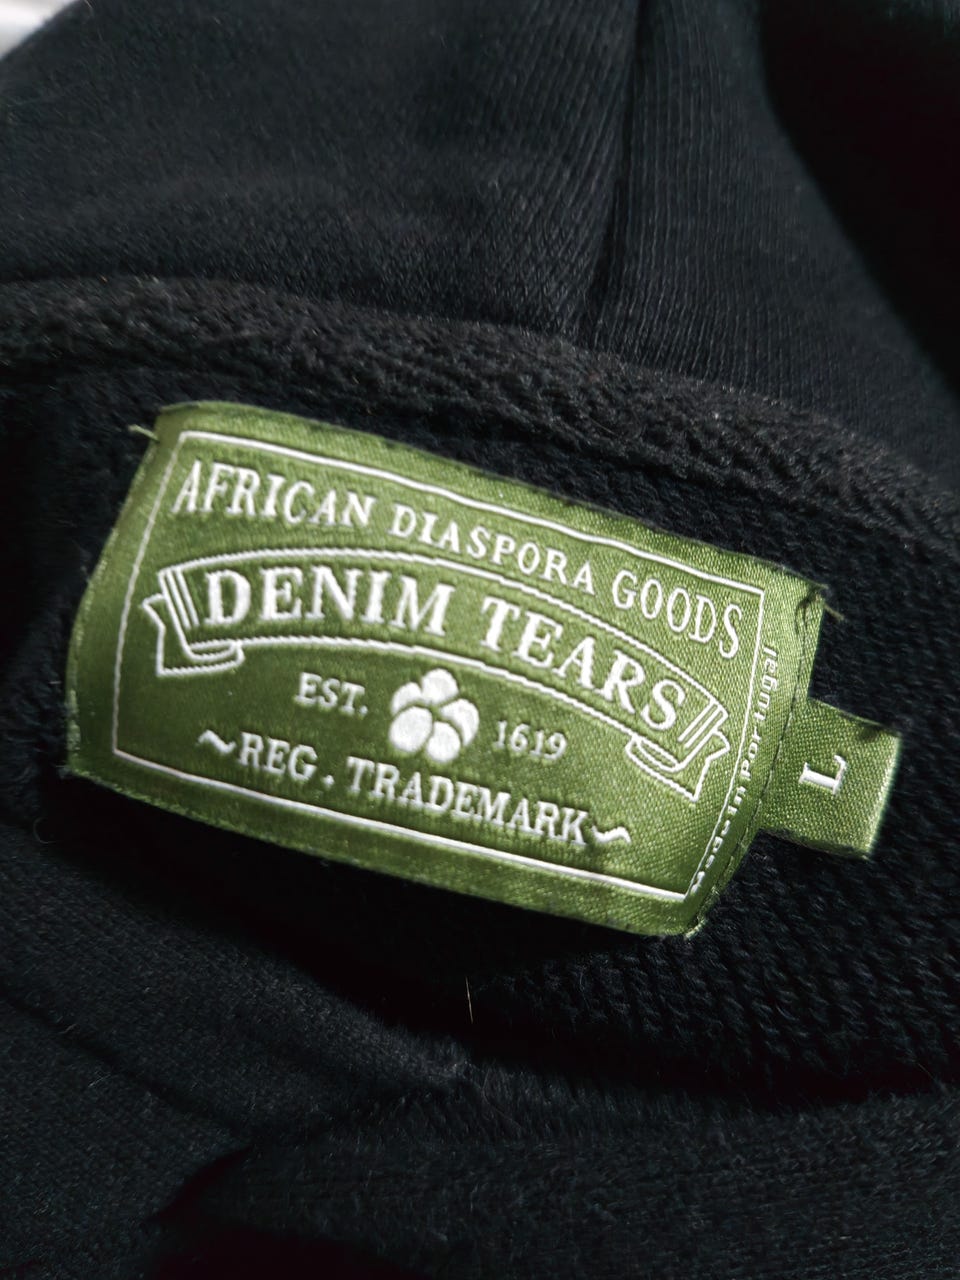 AFRICAN DIASPORA GOODS
DENIM TEARS
EST. 1619
~REG. TRADEMARK~
Made in Portugal
L